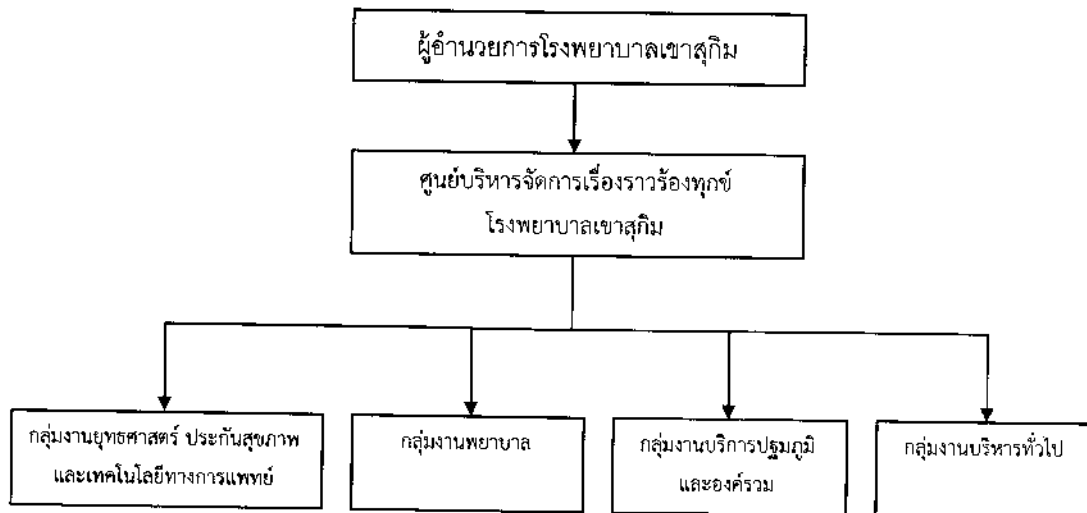 ผู้อำนวยการโรงพยาบาลเขาสุกิม
ศูนย์บริหารจัดการเรื่องราวร้องทุกข์
โรงพยาบาลเขาสุกิม
กลุ่มงานยุทธศาสตร์ ประกันสุขภาพ
และเทคโนโลยีทางการแพทย์
กลุ่มงานพยาบาล
กลุ่มงานบริการปฐมภูมิ
และองค์รวม
กลุ่มงานบริหารทั่วไป